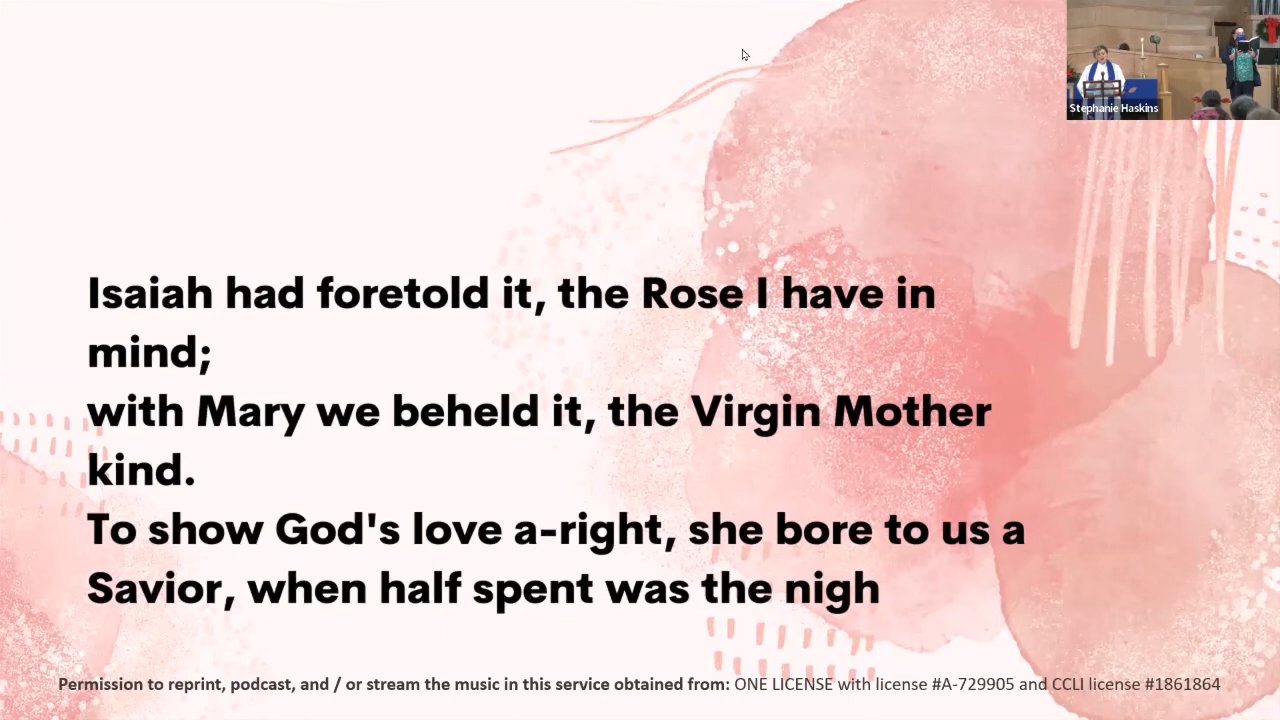 Stephanie Haskins
Isaiah had foretold it, the Rose I have in
mind;
with Mary we beheld it, the Virgin Mother
kind.
To show God's love a-right, she bore to us a
Savior, when half spent was the nigh
Permission to reprint, podcast, and / or stream the music in this service obtained from: ONE LICENSE with license #A-729905 and CCLI license #1861864